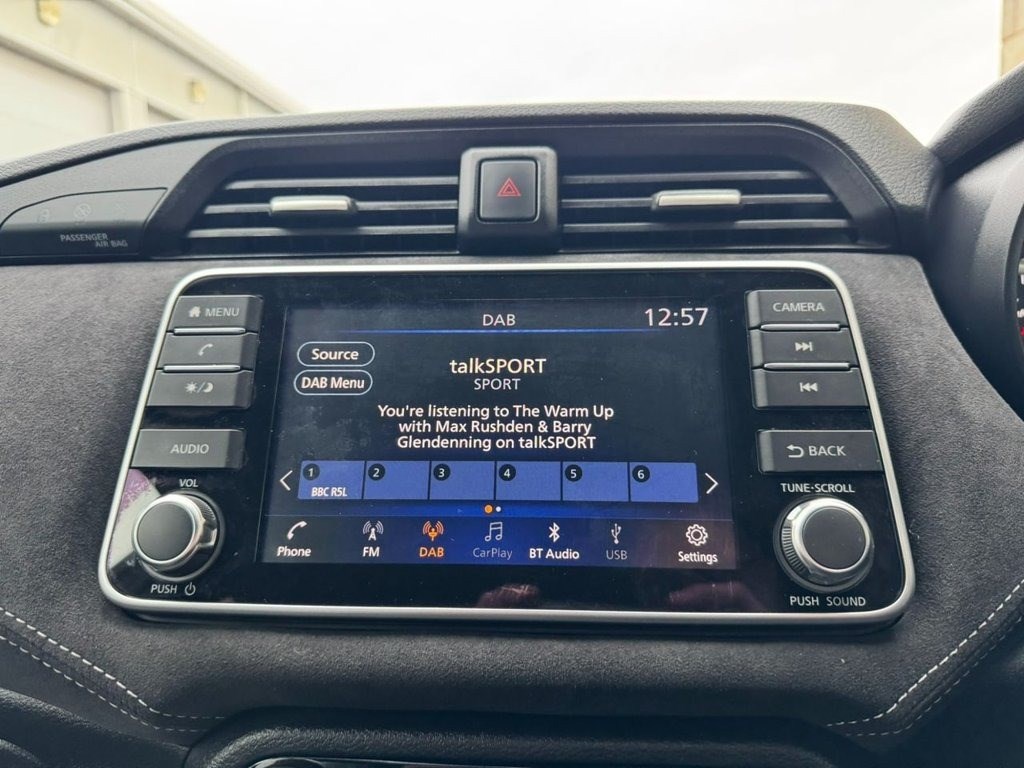 PASSENGER
AIR BAG
MENU
AUDIO
VOL
PUSH
DAB
12:57
Source
DAB Menu
talkSPORT
SPORT
You're listening to The Warm Up
with Max Rushden & Barry
Glendenning on talkSPORT
1 2 3 4 5 6
BBC R5L
Phone FM DAB CarPlay BT Audio USB Settings
CAMERA
BACK
TUNE·SCROLL
PUSH SOUND